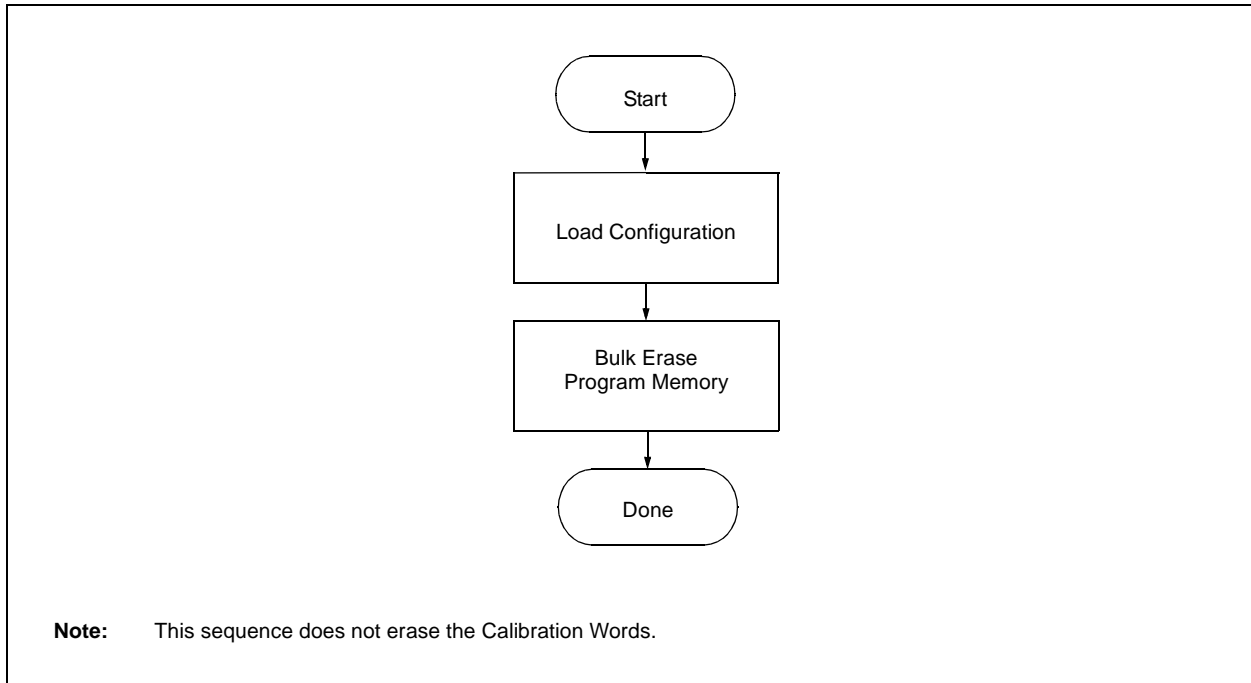 Start
Load Configuration
Bulk Erase
Program Memory
Done
Note: This sequence does not erase the Calibration Words.